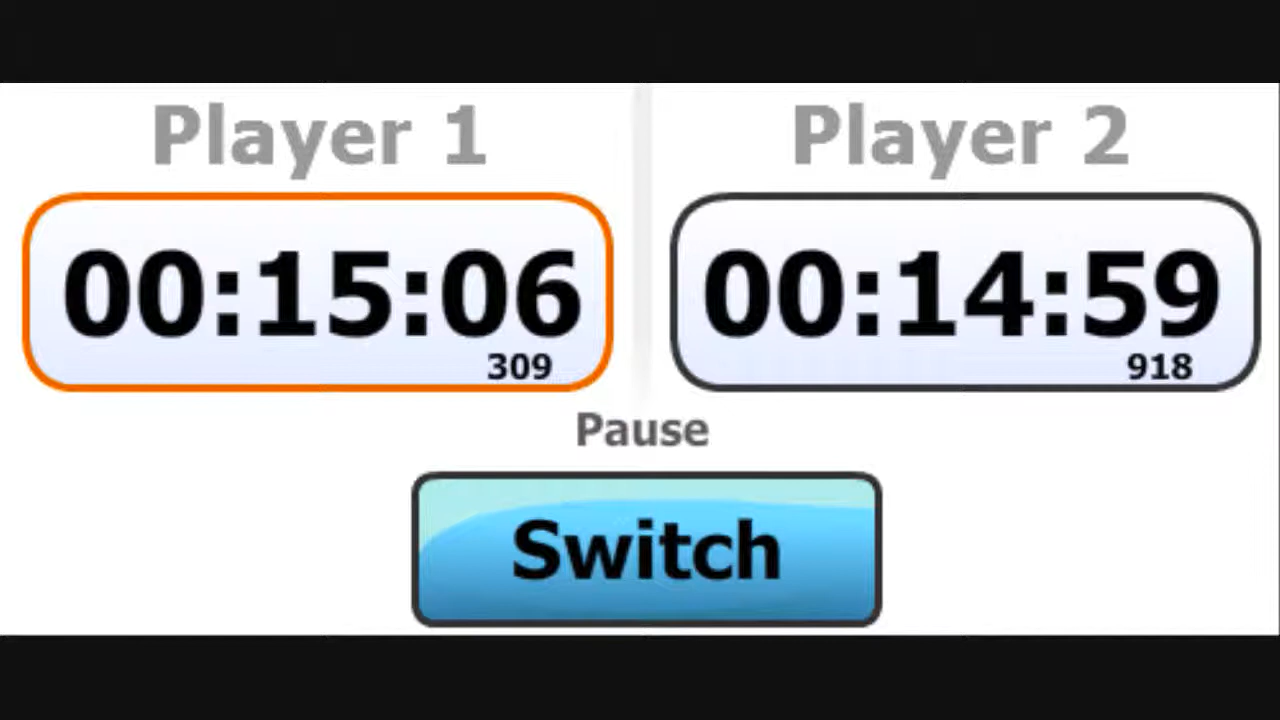 Player 1
00:15:06
309
Player 2
00:14:59
918
Pause
Switch